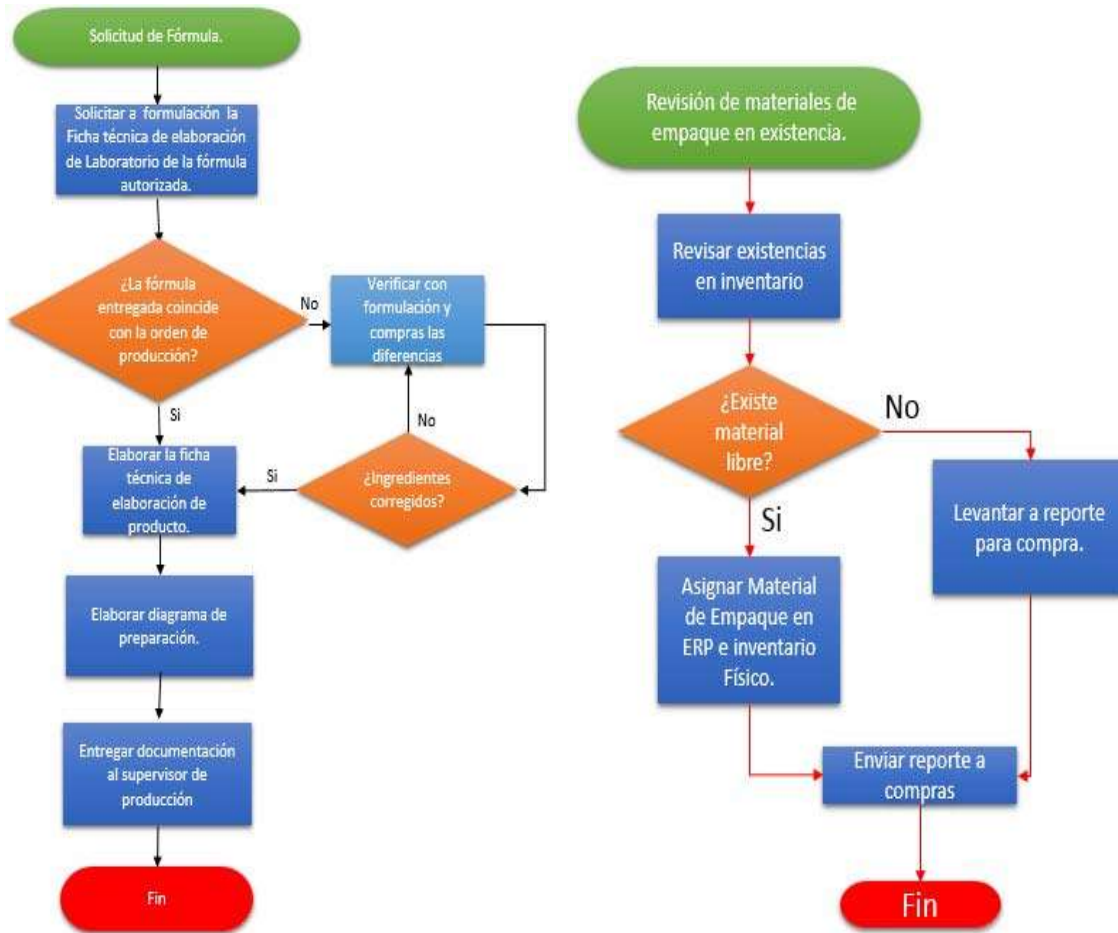 Solicitud de Fórmula.
Solicitar a formulación la
Ficha técnica de elaboración
de Laboratorio de la fórmula
autorizada.
¿La fórmula
entregada coincide
con la orden de
producción?
No
Verificar con
formulación y
compras las
diferencias
Si
No
Elaborar la ficha
técnica de
elaboración de
producto.
Si
¿Ingredientes
corregidos?
Elaborar diagrama de
preparación.
Entregar documentación
al supervisor de
producción
Fin
Revisión de materiales de
empaque en existencia.
Revisar existencias
en inventario
¿Existe
material
libre?
No
Si
Levantar a reporte
para compra.
Asignar Material
de Empaque en
ERP e inventario
Físico.
Enviar reporte a
compras
Fin